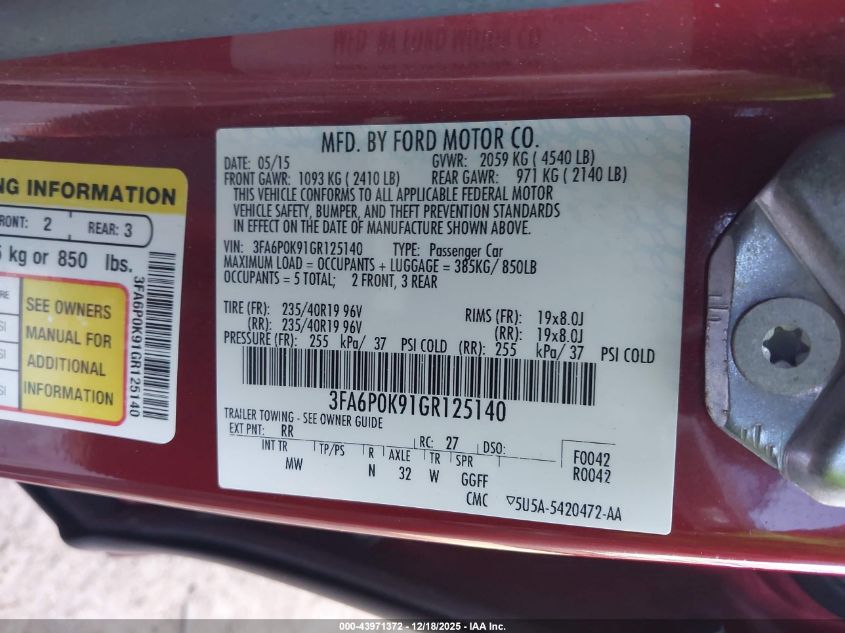 MFD. BY FORD MOTOR CO.
DATE: 05/15 GVWR: 2059 KG ( 4540 LB)
FRONT GAWR: 1093 KG ( 2410 LB) REAR GAWR: 971 KG ( 2140 LB)
THIS VEHICLE CONFORMS TO ALL APPLICABLE FEDERAL MOTOR
VEHICLE SAFETY, BUMPER, AND THEFT PREVENTION STANDARDS
IN EFFECT ON THE DATE OF MANUFACTURE SHOWN ABOVE.
VIN: 3FA6P0K91GR125140 TYPE: Passenger Car
MAXIMUM LOAD = OCCUPANTS + LUGGAGE = 385KG/ 850LB
OCCUPANTS = 5 TOTAL; 2 FRONT, 3 REAR
TIRE (FR): 235/40R19 96V RIMS (FR): 19x8.0J
(RR): 235/40R19 96V (RR): 19x8.0J
PRESSURE (FR): 255 kPa/ 37 PSI COLD (RR): 255 kPa/ 37 PSI COLD
3FA6P0K91GR125140
TRAILER TOWING - SEE OWNER GUIDE
EXT PNT: RR RC: 27 DSO: F0042
R0042
INT TR TP/PS R AXLE TR SPR
MW N 32 W GGFF
CMC ▽5U5A-5420472-AA
NG INFORMATION
FRONT: 2 REAR: 3
5 kg or 850 lbs.
SEE OWNERS
MANUAL FOR
ADDITIONAL
INFORMATION
3FA6P0K91GR125140
000-43971372 - 12/18/2025 - IAA Inc.